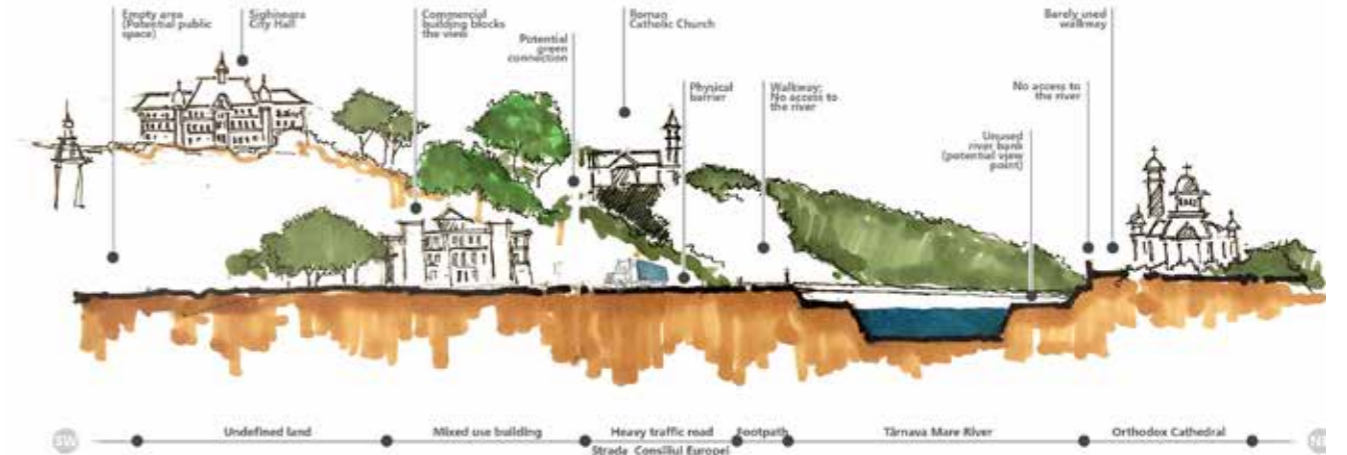 Empty area
(Potential public
space)
Sighisoara
City Hall
Commercial
building blocks
the view
Potential
green
connection
Roman
Catholic Church
Physical
barrier
Walkway;
No access to
the river
Unused
river bank
(potential view
point)
No access to
the river
Barely used
walkway
SW
Undefined land
Mixed use building
Heavy traffic road
Strada Consiliul Europei
Footpath
Târnava Mare River
Orthodox Cathedral